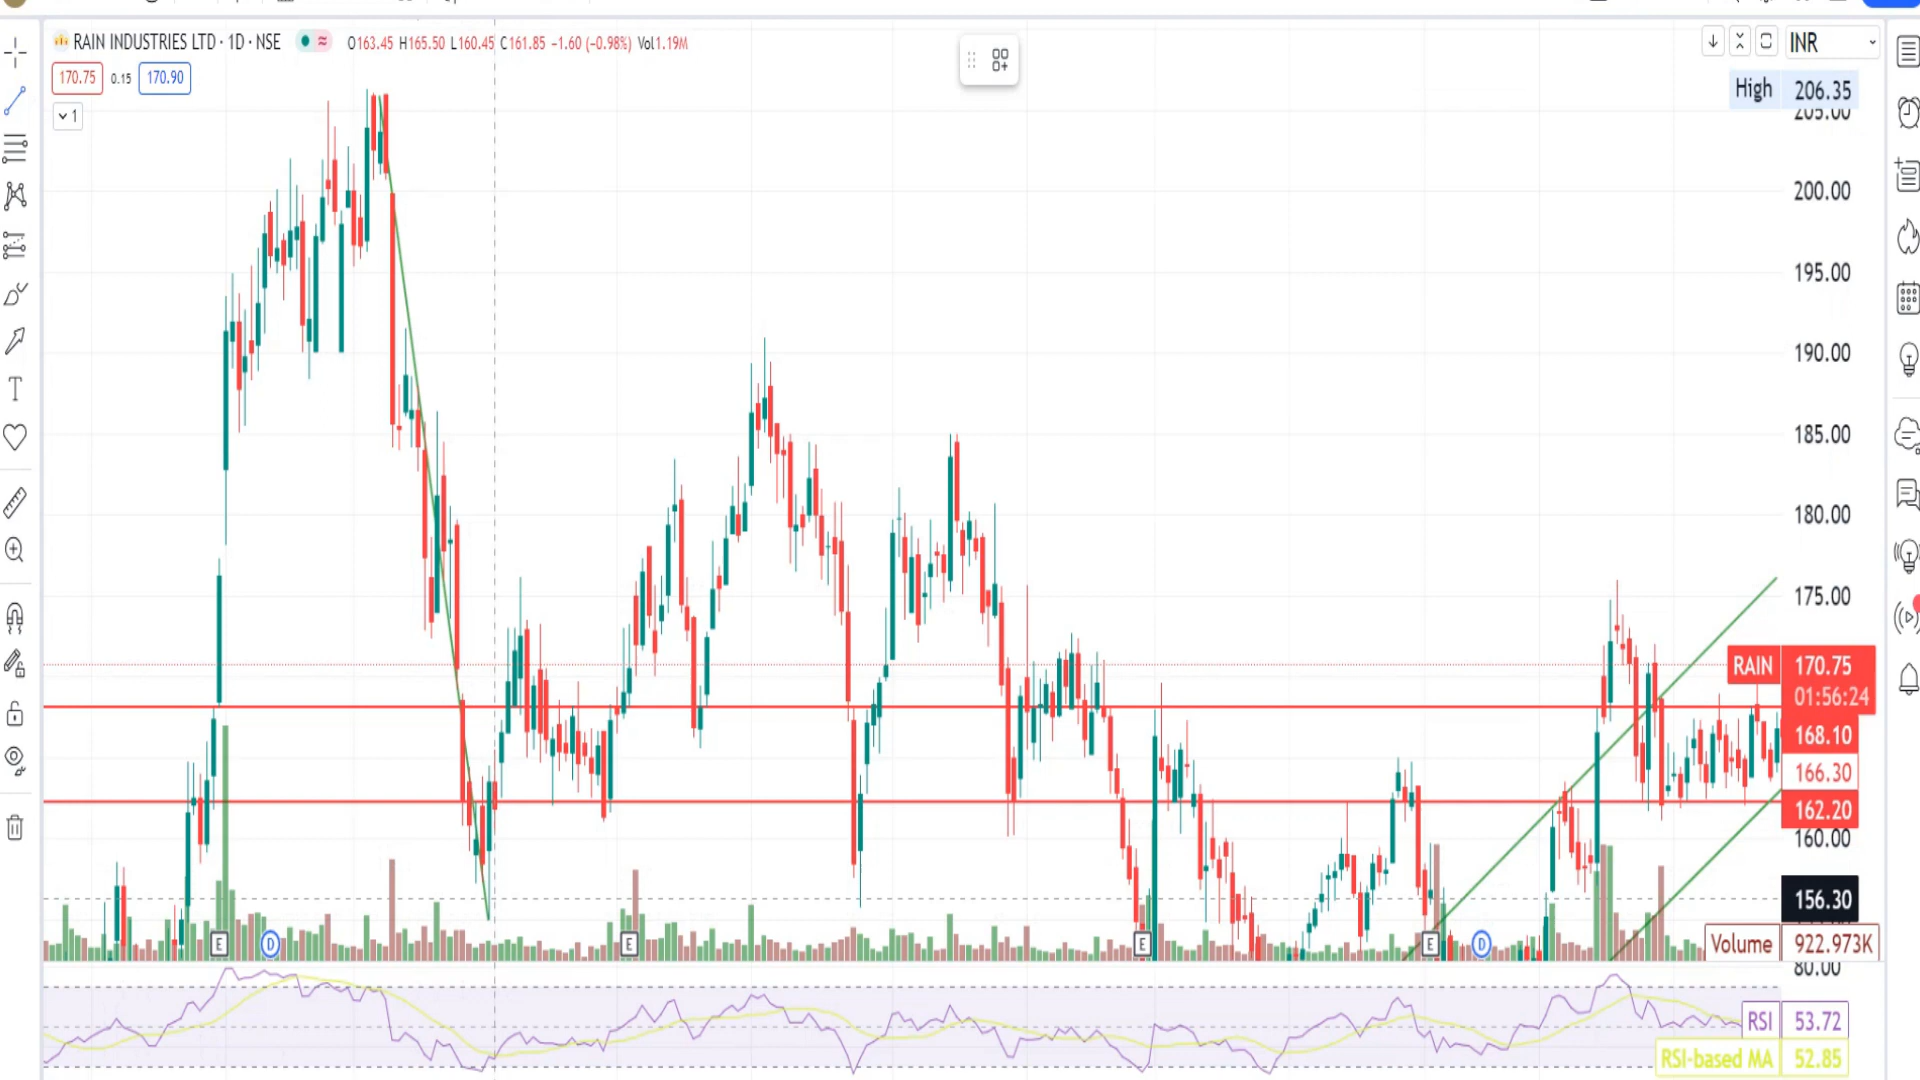 RAIN INDUSTRIES LTD · 1D · NSE O163.45 H165.50 L160.45 C161.85 −1.60 (−0.98%) Vol1.19M
170.75 0.15 170.90
1
INR
High 206.35
205.00
200.00
195.00
190.00
185.00
180.00
175.00
RAIN 170.75
01:56:24
168.10
166.30
162.20
160.00
156.30
E D E E E D
Volume 922.973K
80.00
RSI 53.72
RSI-based MA 52.85